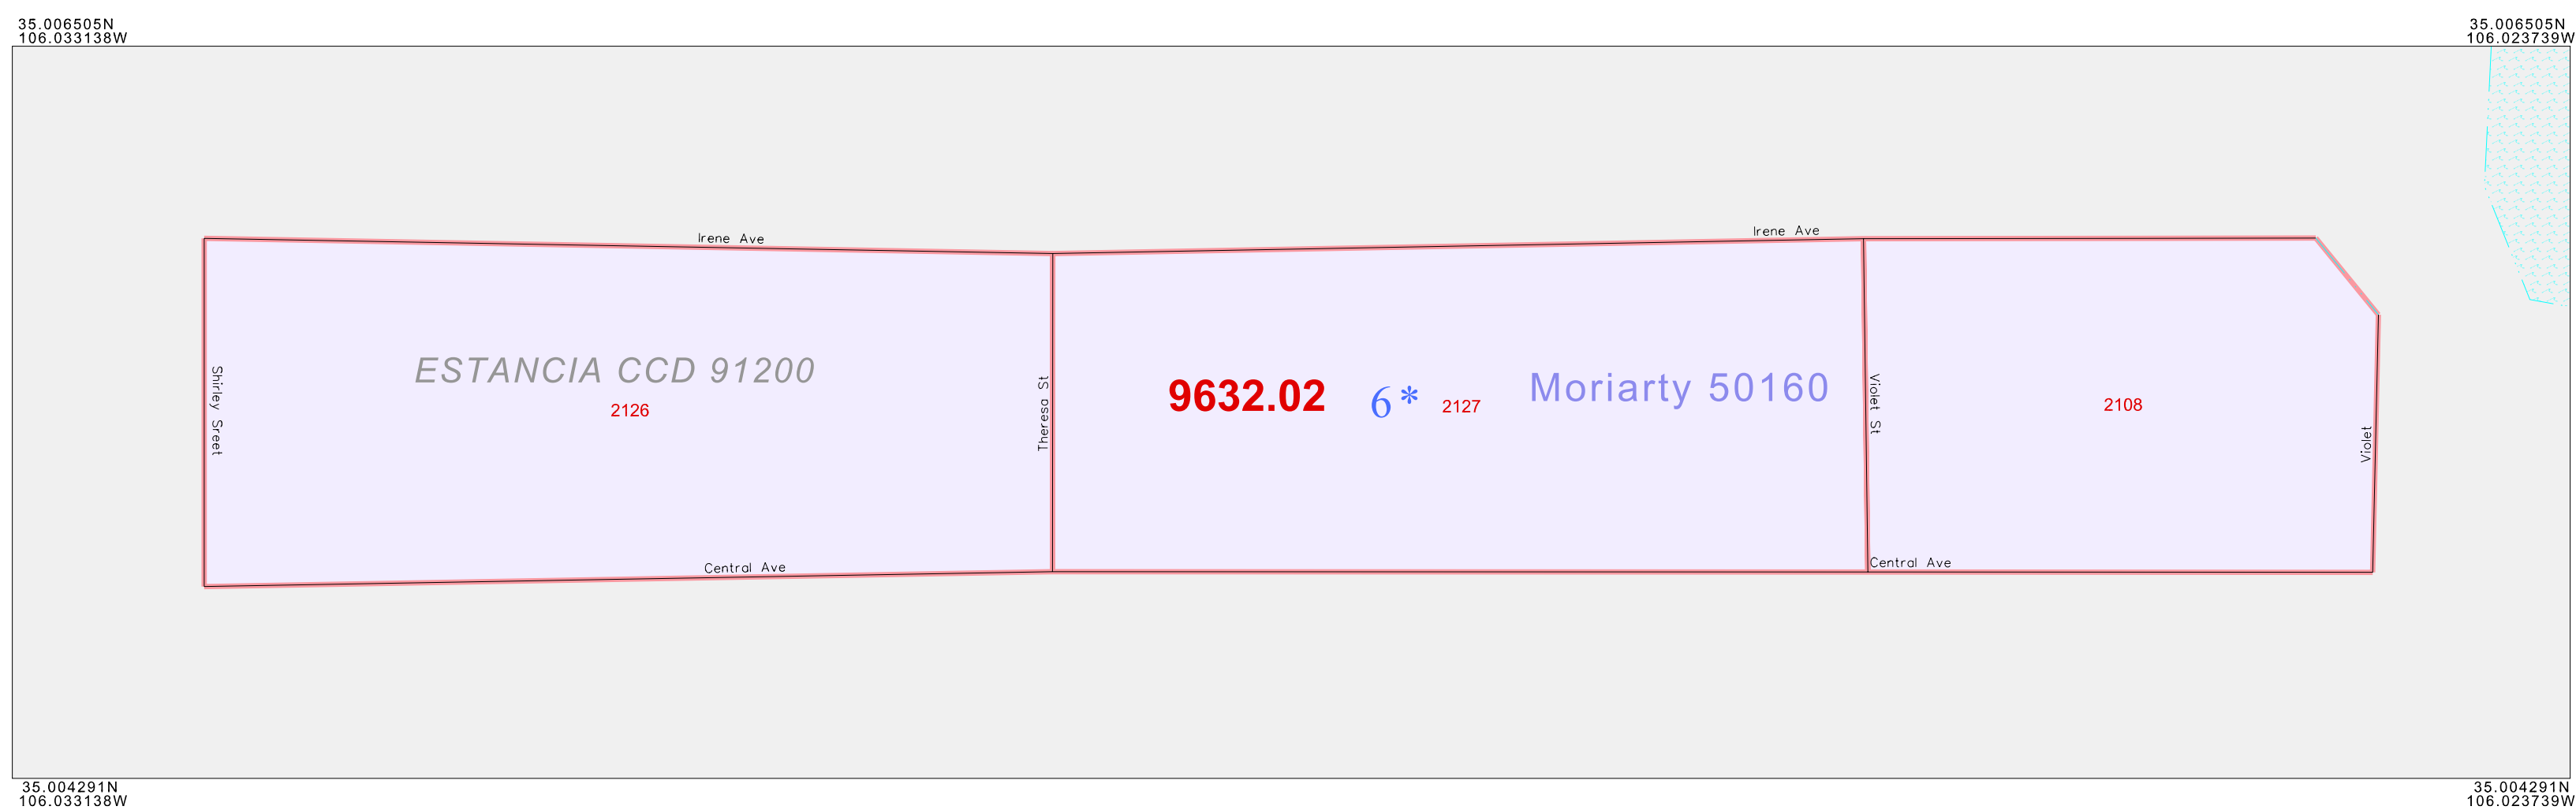 35.006505N
106.033138W
35.006505N
106.023739W
Irene Ave
Irene Ave
ESTANCIA CCD 91200
2126
Shirley Sreet
Theresa St
9632.02
6*
2127
Moriarty 50160
Violet St
2108
Violet
Central Ave
Central Ave
35.004291N
106.033138W
35.004291N
106.023739W